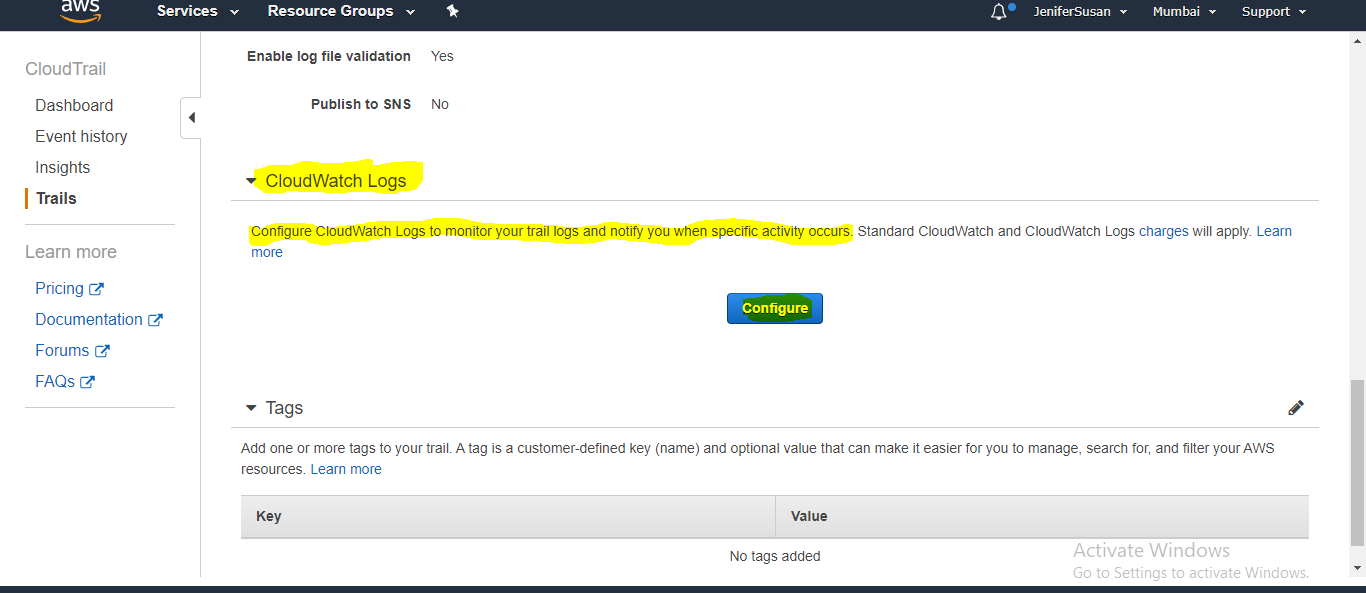 aws
Services
Resource Groups
JeniferSusan
Mumbai
Support
CloudTrail
Dashboard
Event history
Insights
Trails
Learn more
Pricing
Documentation
Forums
FAQs
Enable log file validation Yes
Publish to SNS No
CloudWatch Logs
Configure CloudWatch Logs to monitor your trail logs and notify you when specific activity occurs. Standard CloudWatch and CloudWatch Logs charges will apply. Learn
more
Configure
Tags
Add one or more tags to your trail. A tag is a customer-defined key (name) and optional value that can make it easier for you to manage, search for, and filter your AWS
resources. Learn more
Key Value
No tags added
Activate Windows
Go to Settings to activate Windows.